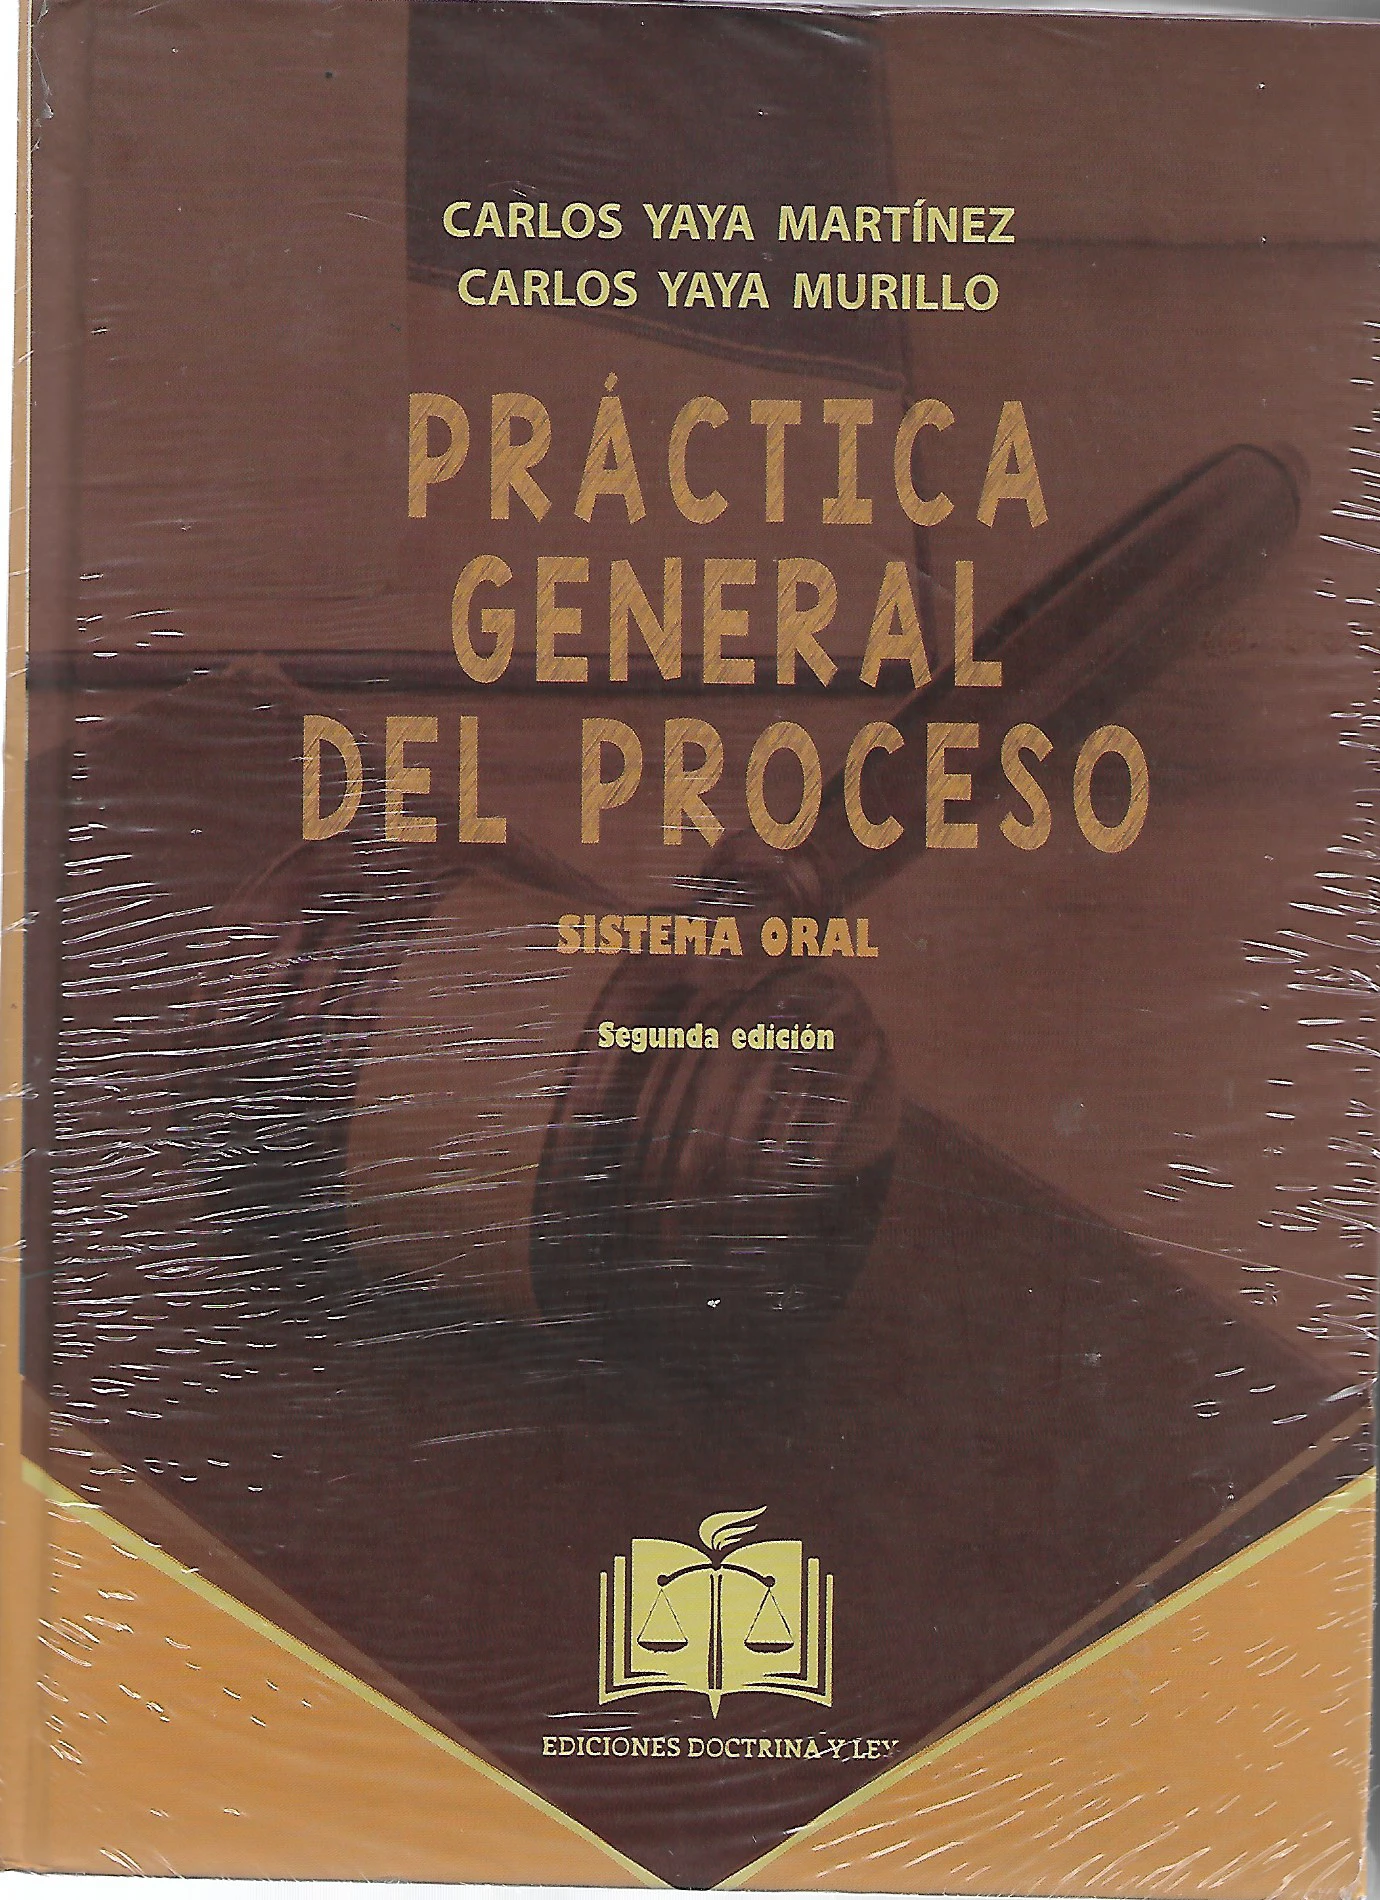 CARLOS YAYA MARTÍNEZ
CARLOS YAYA MURILLO
PRÁCTICA
GENERAL
DEL PROCESO
SISTEMA ORAL
Segunda edición
EDICIONES DOCTRINA Y LEY